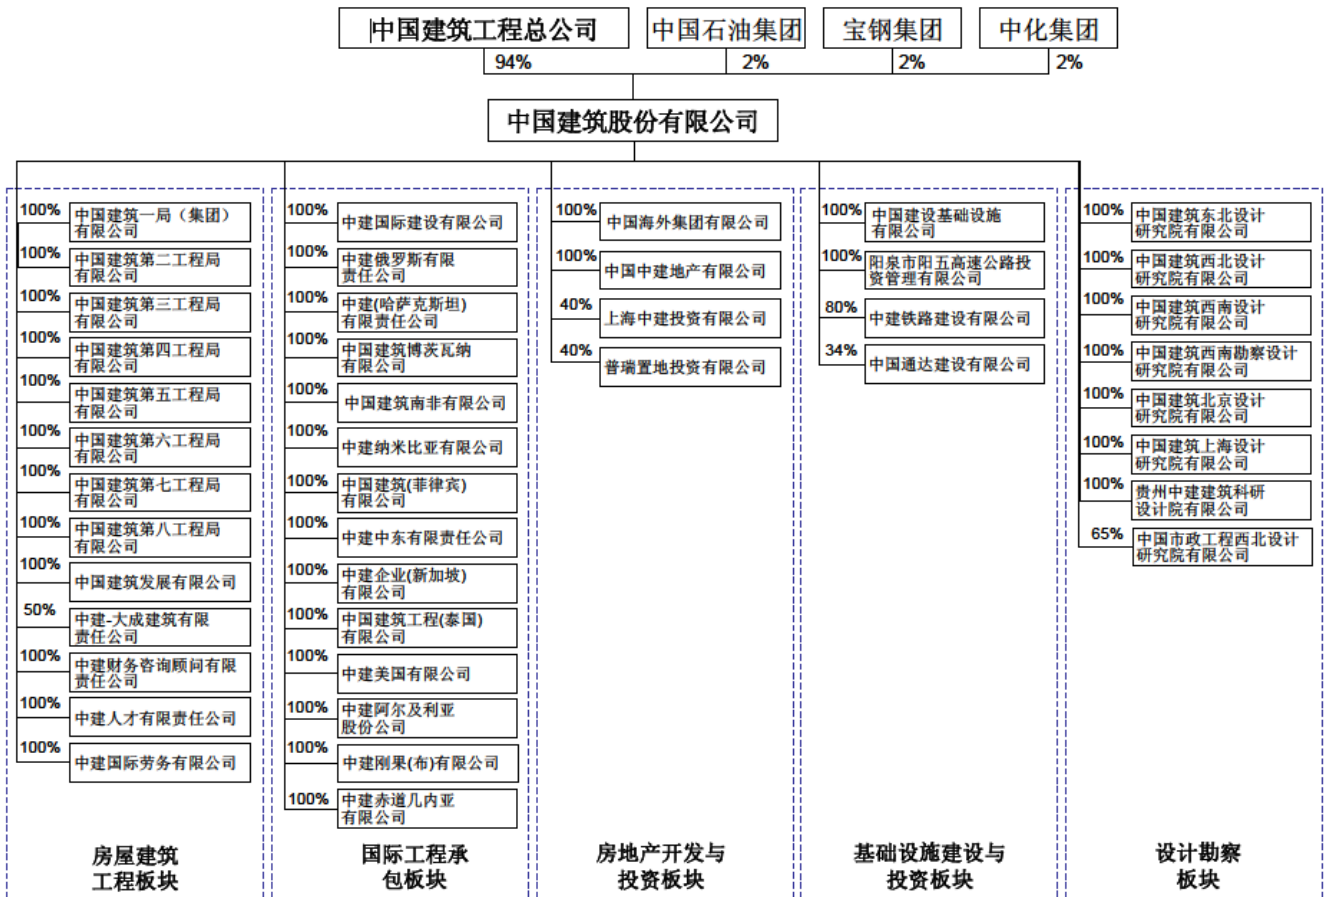 中国建筑工程总公司
中国石油集团
宝钢集团
中化集团
94%
2%
2%
2%
中国建筑股份有限公司
100%
中国建筑一局（集团）
有限公司
100%
中国建筑第二工程局
有限公司
100%
中国建筑第三工程局
有限公司
100%
中国建筑第四工程局
有限公司
100%
中国建筑第五工程局
有限公司
100%
中国建筑第六工程局
有限公司
100%
中国建筑第七工程局
有限公司
100%
中国建筑第八工程局
有限公司
100%
中国建筑发展有限公司
50%
中建-大成建筑有限
责任公司
100%
中建财务咨询顾问有限
责任公司
100%
中建人才有限责任公司
100%
中建国际劳务有限公司
房屋建筑
工程板块
100%
中建国际建设有限公司
100%
中建俄罗斯有限
责任公司
100%
中建(哈萨克斯坦)
有限责任公司
100%
中国建筑博茨瓦纳
有限公司
100%
中国建筑南非有限公司
100%
中建纳米比亚有限公司
100%
中国建筑(菲律宾)
有限公司
100%
中建中东有限责任公司
100%
中建企业(新加坡)
有限公司
100%
中国建筑工程(泰国)
有限公司
100%
中建美国有限公司
100%
中建阿尔及利亚
股份公司
100%
中建刚果(布)有限公司
100%
中建赤道几内亚
有限公司
国际工程承
包板块
100%
中国海外集团有限公司
100%
中国中建地产有限公司
40%
上海中建投资有限公司
40%
普瑞置地投资有限公司
房地产开发与
投资板块
100%
中国建设基础设施
有限公司
100%
阳泉市阳五高速公路投
资管理有限公司
80%
中建铁路建设有限公司
34%
中国通达建设有限公司
基础设施建设与
投资板块
100%
中国建筑东北设计
研究院有限公司
100%
中国建筑西北设计
研究院有限公司
100%
中国建筑西南设计
研究院有限公司
100%
中国建筑西南勘察设计
研究院有限公司
100%
中国建筑北京设计
研究院有限公司
100%
中国建筑上海设计
研究院有限公司
100%
贵州中建建筑科研
设计院有限公司
65%
中国市政工程西北设计
研究院有限公司
设计勘察
板块